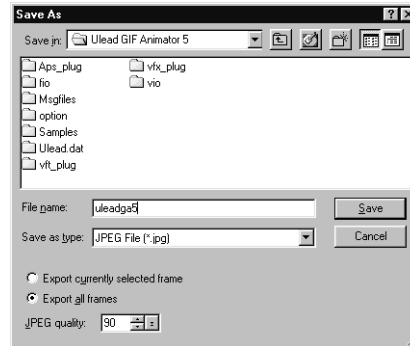 Save As
Save in: Ulead GIF Animator 5
Aps_plug
fio
Msgfiles
option
Samples
Ulead.dat
vft_plug
vfx_plug
vio
File name: uleadga5 Save
Save as type: JPEG File (*.jpg) Cancel
Export currently selected frame
Export all frames
JPEG quality: 90